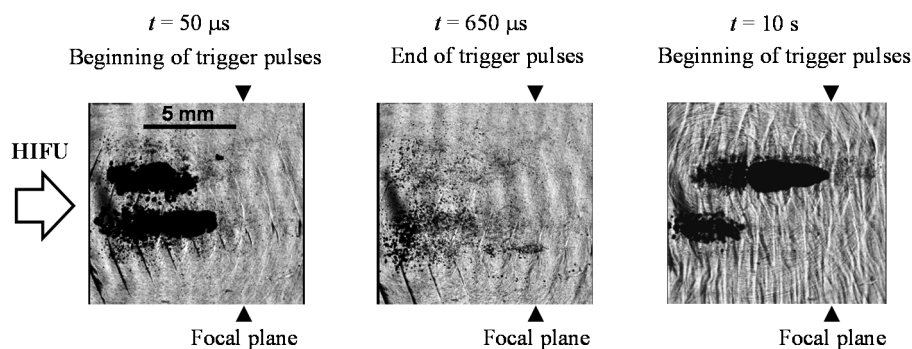 t = 50 μs
Beginning of trigger pulses
t = 650 μs
End of trigger pulses
t = 10 s
Beginning of trigger pulses
HIFU
5 mm
Focal plane
Focal plane
Focal plane